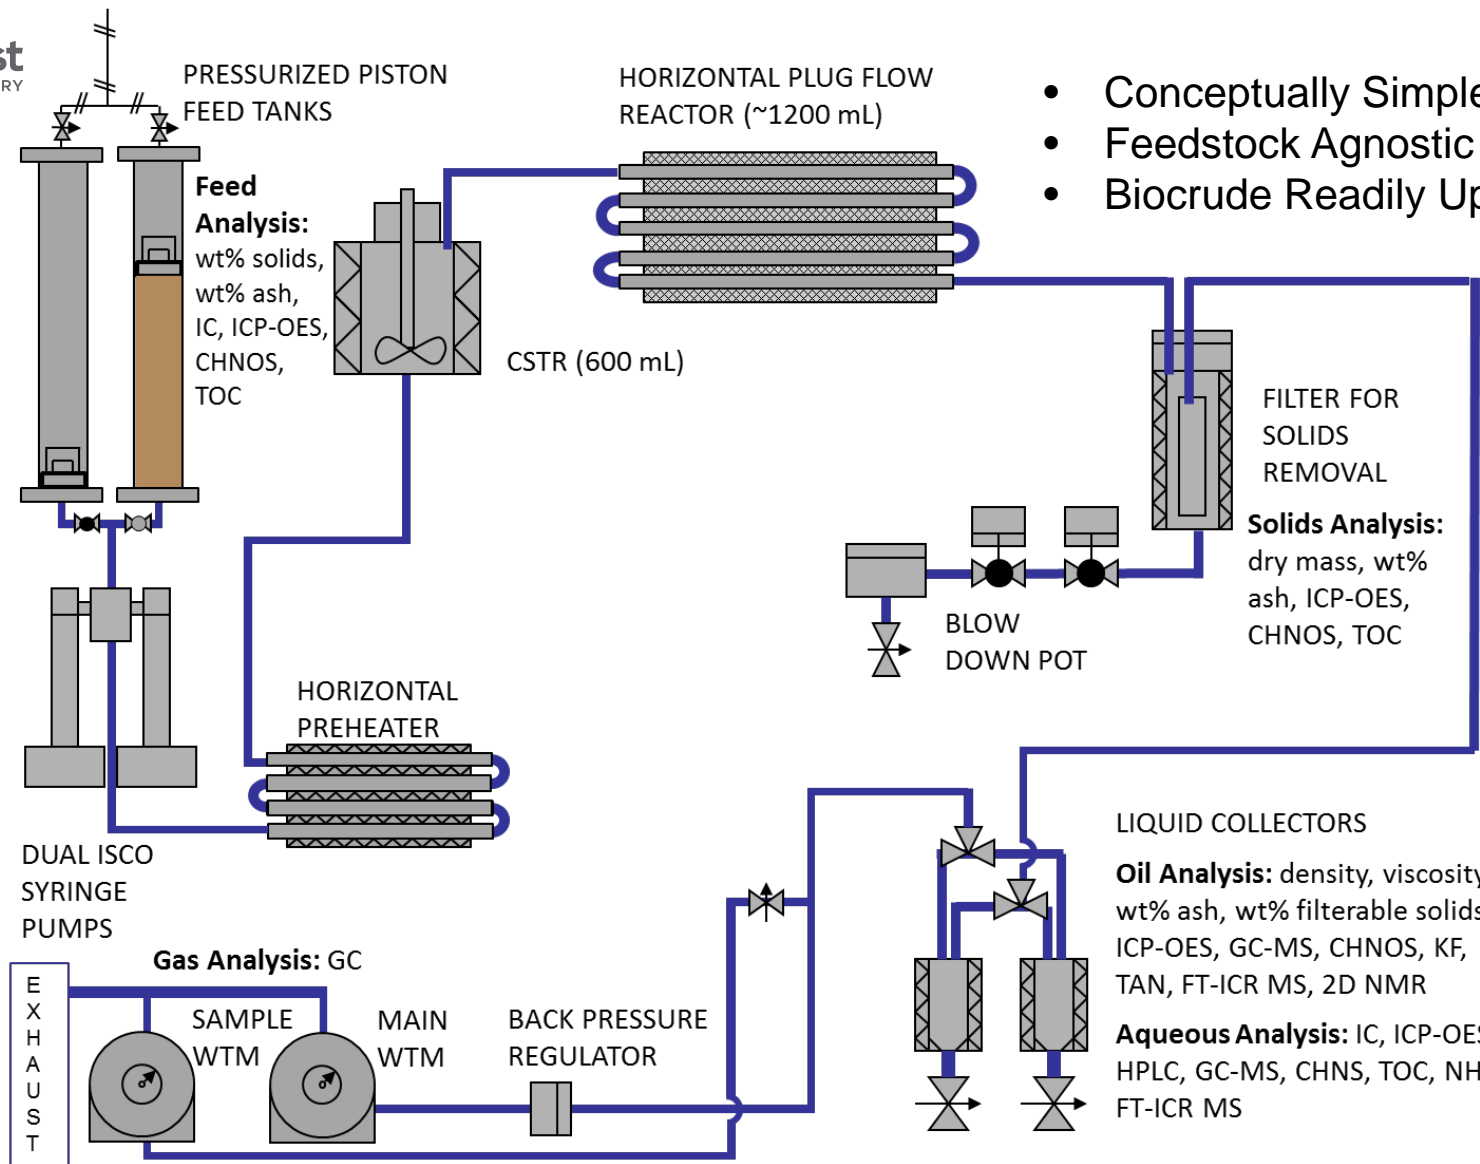 PRESSURIZED PISTON
FEED TANKS
Feed
Analysis:
wt% solids,
wt% ash,
IC, ICP-OES,
CHNOS,
TOC
HORIZONTAL PLUG FLOW
REACTOR (~1200 mL)
• Conceptually Simple
• Feedstock Agnostic
• Biocrude Readily
CSTR (600 mL)
FILTER FOR
SOLIDS
REMOVAL
Solids Analysis:
dry mass, wt%
ash, ICP-OES,
CHNOS, TOC
BLOW
DOWN POT
HORIZONTAL
PREHEATER
DUAL ISCO
SYRINGE
PUMPS
LIQUID COLLECTORS
Oil Analysis: density, viscosity
wt% ash, wt% filterable solids
ICP-OES, GC-MS, CHNOS, KF,
TAN, FT-ICR MS, 2D NMR
Aqueous Analysis: IC, ICP-OES
HPLC, GC-MS, CHNS, TOC, NH
FT-ICR MS
Gas Analysis: GC
EXHAUST
SAMPLE
WTM
MAIN
WTM
BACK PRESSURE
REGULATOR